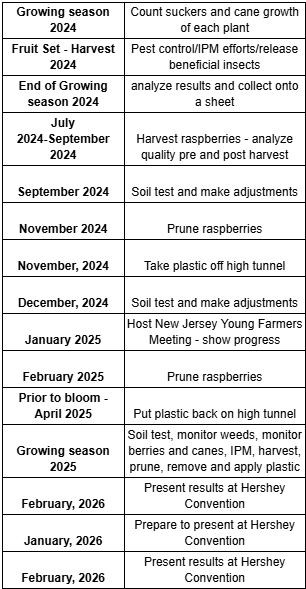 Growing season
2024
Count suckers and cane growth
of each plant
Fruit Set - Harvest
2024
Pest control/IPM efforts/release
beneficial insects
End of Growing
season 2024
analyze results and collect onto
a sheet
July
2024-September
2024
Harvest raspberries - analyze
quality pre and post harvest
September 2024
Soil test and make adjustments
November 2024
Prune raspberries
November, 2024
Take plastic off high tunnel
December, 2024
Soil test and make adjustments
January 2025
Host New Jersey Young Farmers
Meeting - show progress
February 2025
Prune raspberries
Prior to bloom -
April 2025
Put plastic back on high tunnel
Growing season
2025
Soil test, monitor weeds, monitor
berries and canes, IPM, harvest,
prune, remove and apply plastic
February, 2026
Present results at Hershey
Convention
January, 2026
Prepare to present at Hershey
Convention
February, 2026
Present results at Hershey
Convention